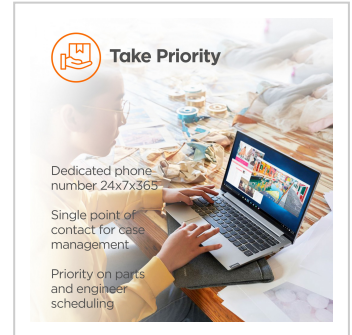 Take Priority
Dedicated phone
number 24x7x365
Single point of
contact for case
management
Priority on parts
and engineer
scheduling